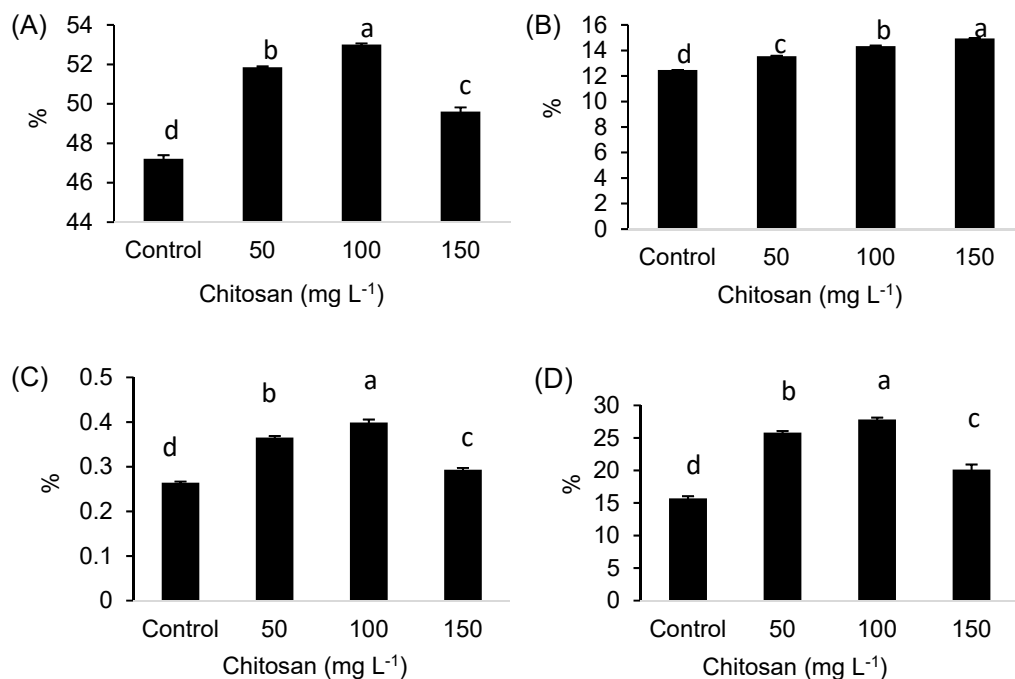 (A)
54
52
50
48
46
44
%
d
b
a
c
Control 50 100 150
Chitosan (mg L-1)
(B)
16
14
12
10
8
6
4
2
0
%
d
c
b
a
Control 50 100 150
Chitosan (mg L-1)
(C)
0.5
0.4
0.3
0.2
0.1
0
%
d
b
a
c
Control 50 100 150
Chitosan (mg L-1)
(D)
30
25
20
15
10
5
0
%
d
b
a
c
Control 50 100 150
Chitosan (mg L-1)